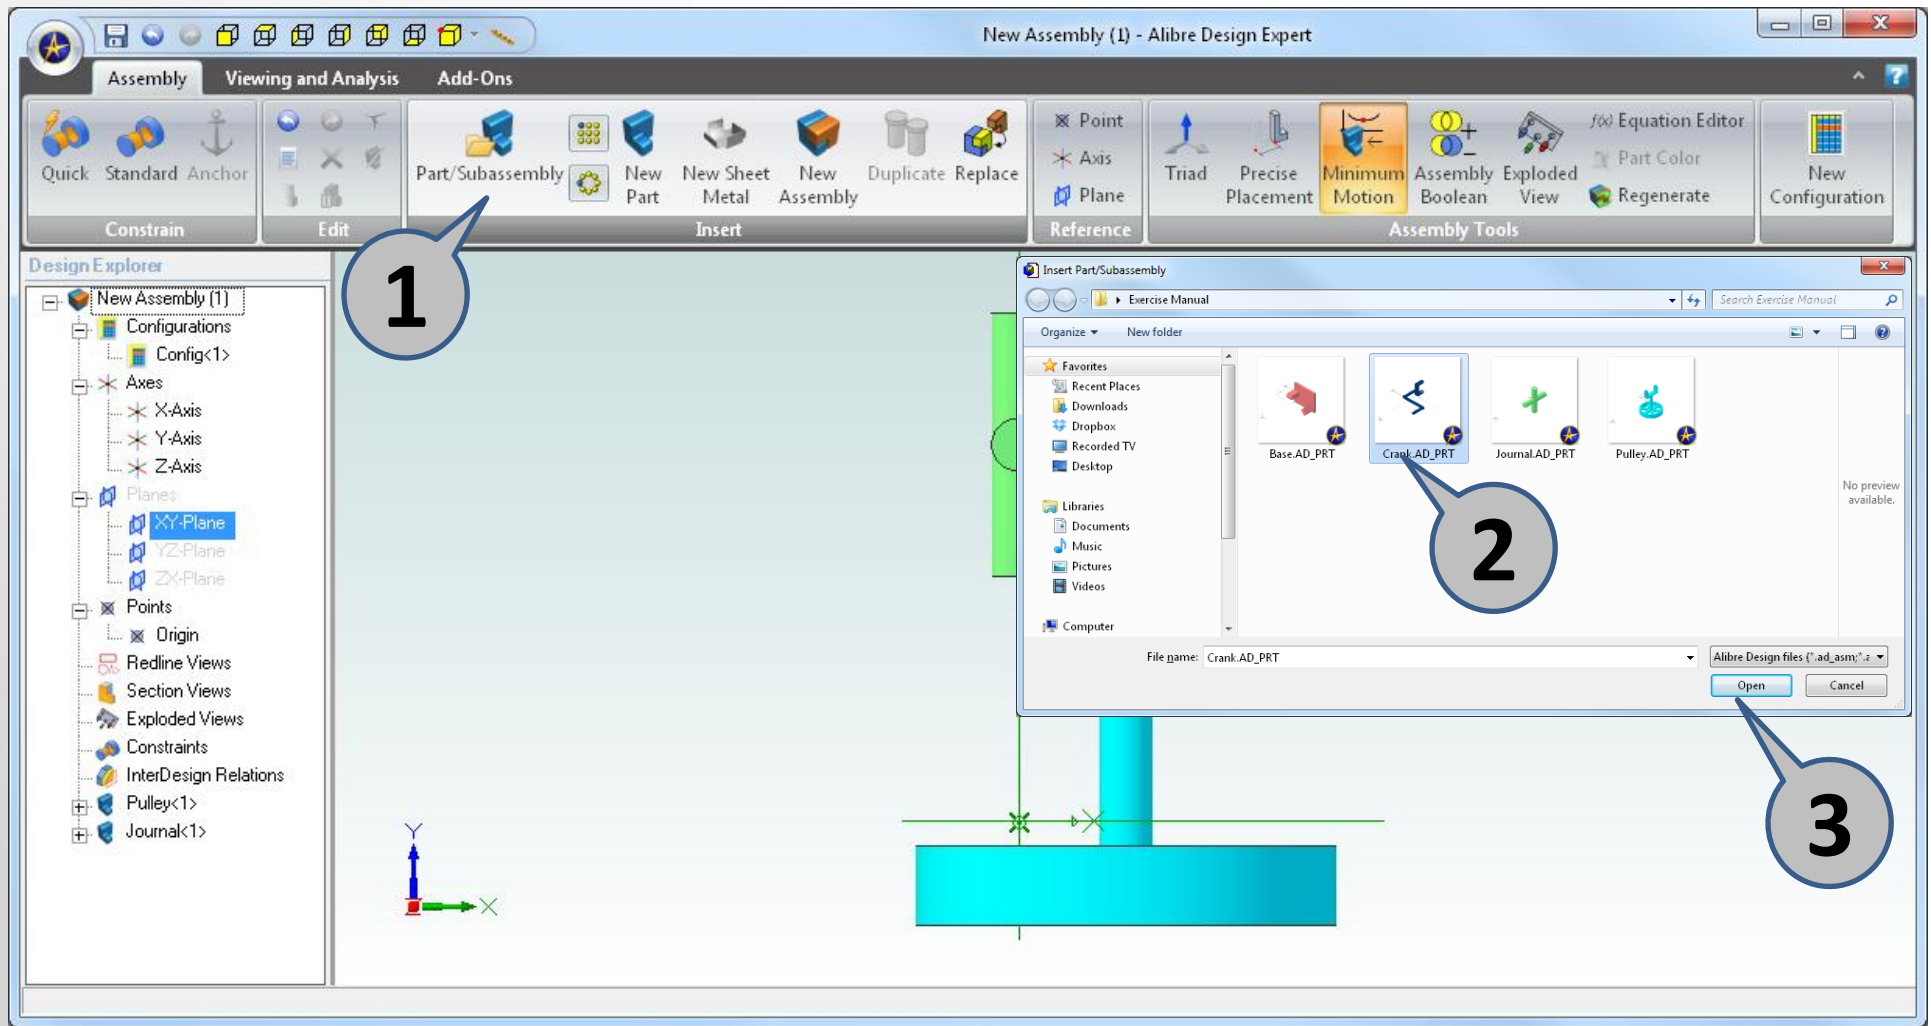 New Assembly (1) - Alibre Design Expert
Assembly Viewing and Analysis Add-Ons
Quick Standard Anchor
Constrain
Edit
Part/Subassembly
New Part
New Sheet Metal
New Assembly
Duplicate Replace
Insert
Point
Axis
Plane
Reference
Triad
Precise Placement
Minimum Motion
Assembly Boolean
Exploded View
f(x) Equation Editor
Part Color
Regenerate
Assembly Tools
New Configuration
Design Explorer
New Assembly (1)
Configurations
Config<1>
Axes
X-Axis
Y-Axis
Z-Axis
Planes
XY-Plane
YZ-Plane
ZX-Plane
Points
Origin
Redline Views
Section Views
Exploded Views
Constraints
InterDesign Relations
Pulley<1>
Journal<1>
1
Y
X
X
Insert Part/Subassembly
Exercise Manual
Search Exercise Manual
Organize New folder
Favorites
Recent Places
Downloads
Dropbox
Recorded TV
Desktop
Libraries
Documents
Music
Pictures
Videos
Computer
Base.AD_PRT Crank.AD_PRT Journal.AD_PRT Pulley.AD_PRT
No preview
available.
2
File name: Crank.AD_PRT
Alibre Design files (*.ad_asm;*.a
Open Cancel
3